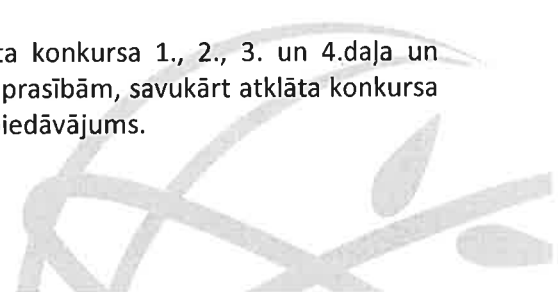 ta konkursa 1., 2., 3. un 4.daļa un
prasībām, savukārt atklāta konkursa
iedāvājums.